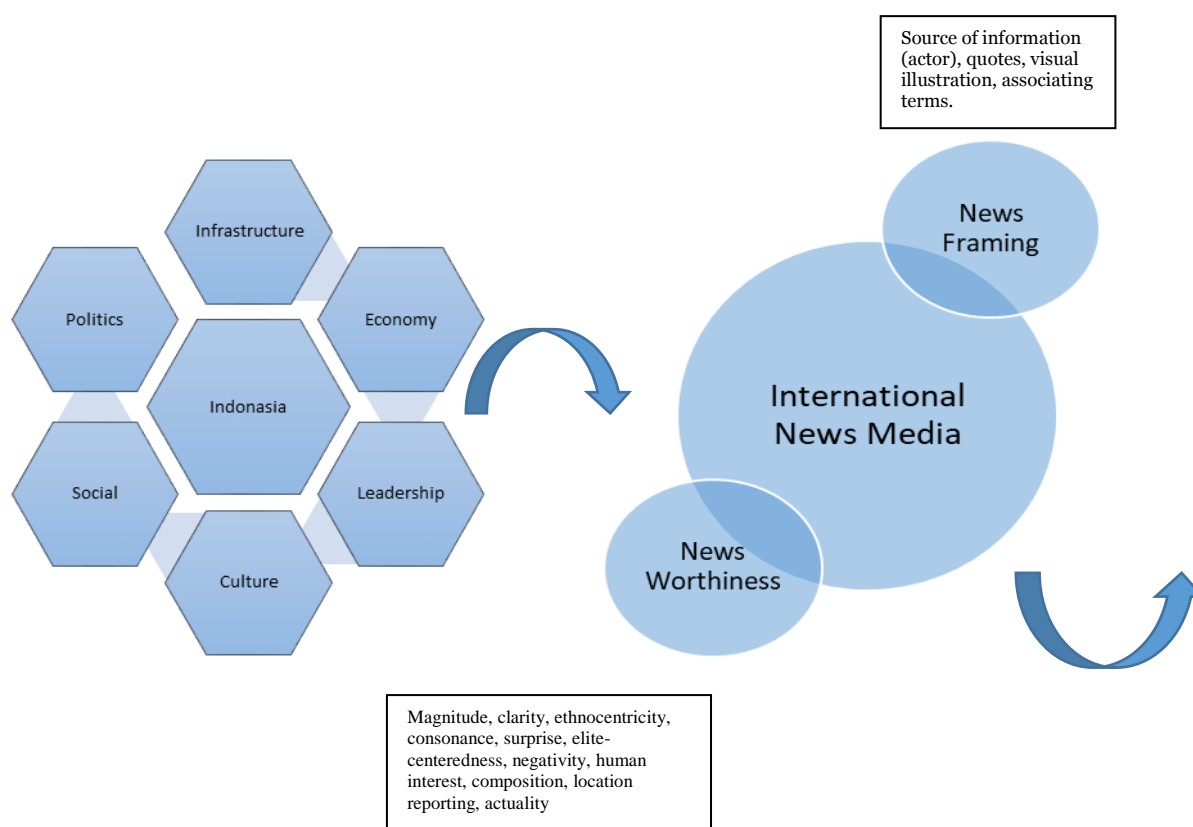 Source of information
(actor), quotes, visual
illustration, associating
terms.
Infrastructure
Politics
Economy
Indonasia
Social
Leadership
Culture
News
Framing
International
News Media
News
Worthiness
Magnitude, clarity, ethnocentricity,
consonance, surprise, elite-
centeredness, negativity, human
interest, composition, location
reporting, actuality